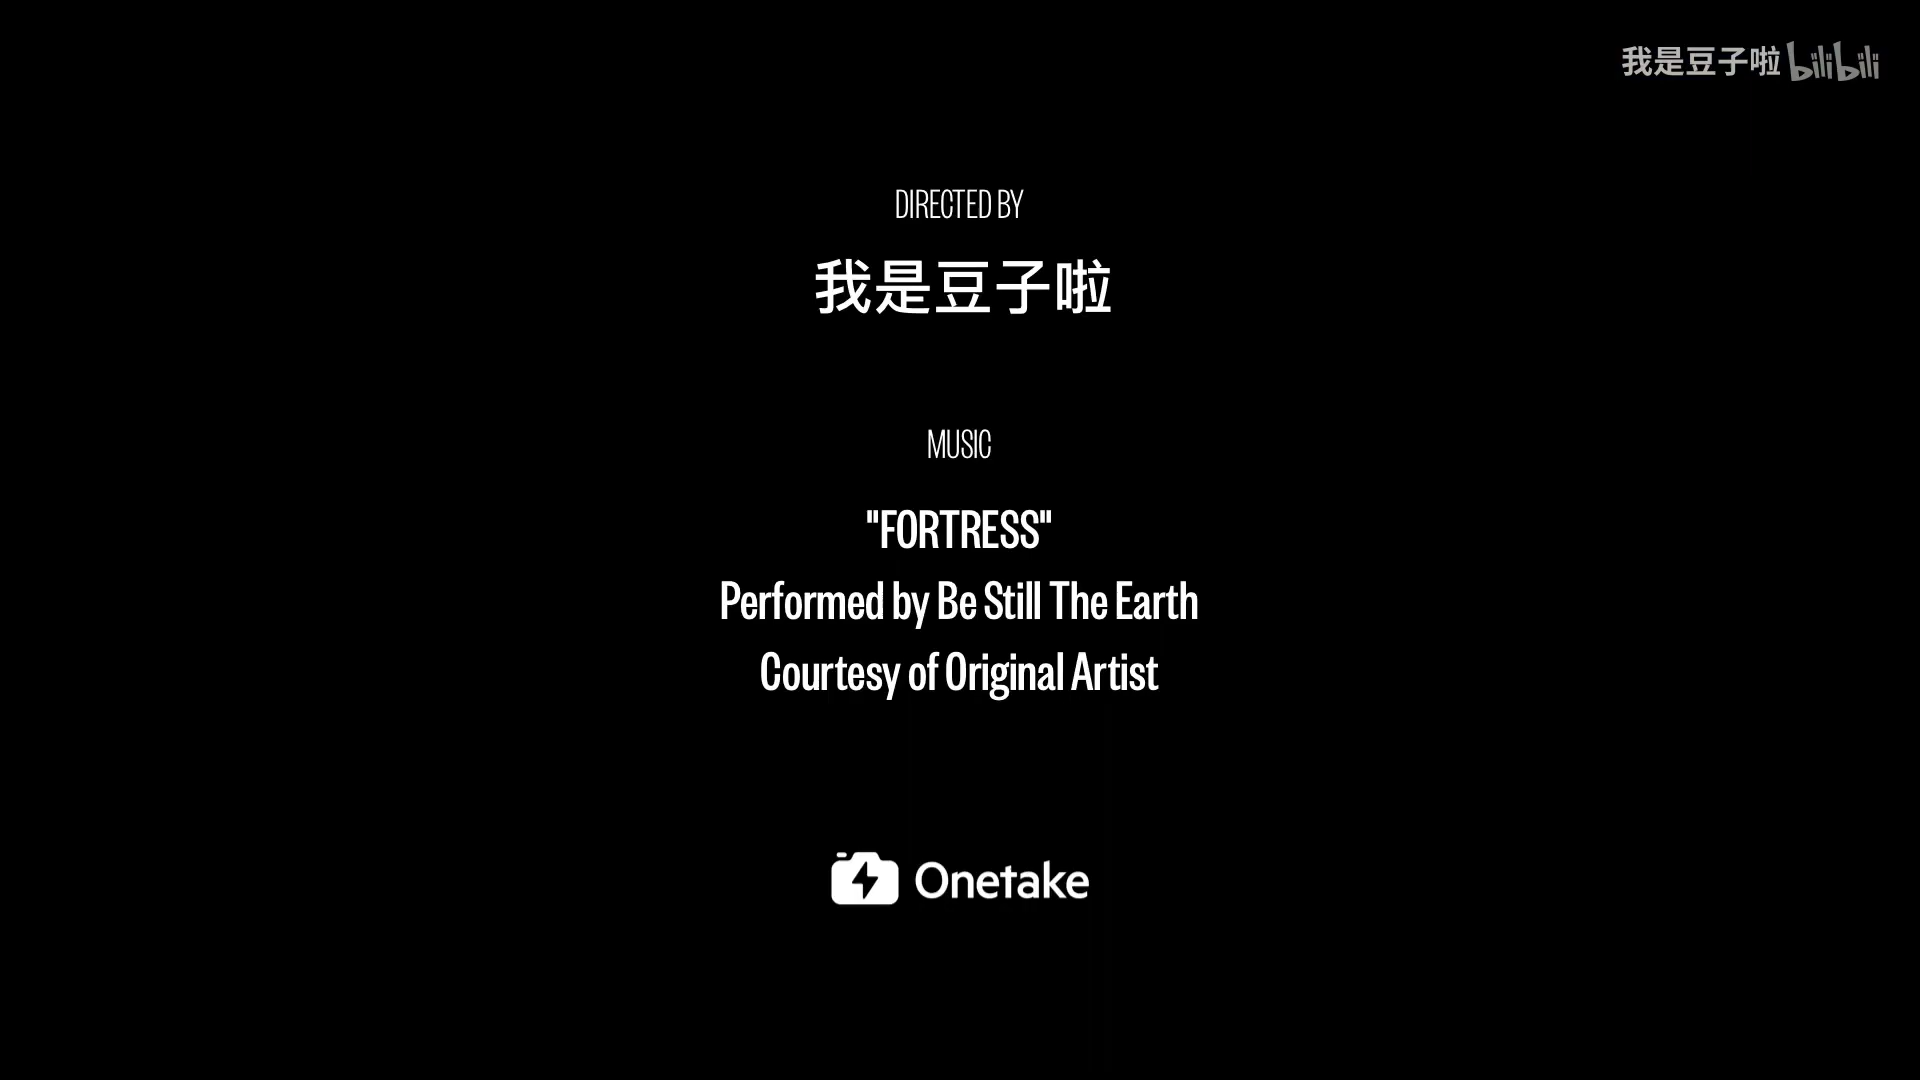 我是豆子啦 bilibili
DIRECTED BY
我是豆子啦
MUSIC
"FORTRESS"
Performed by Be Still The Earth
Courtesy of Original Artist
Onetake